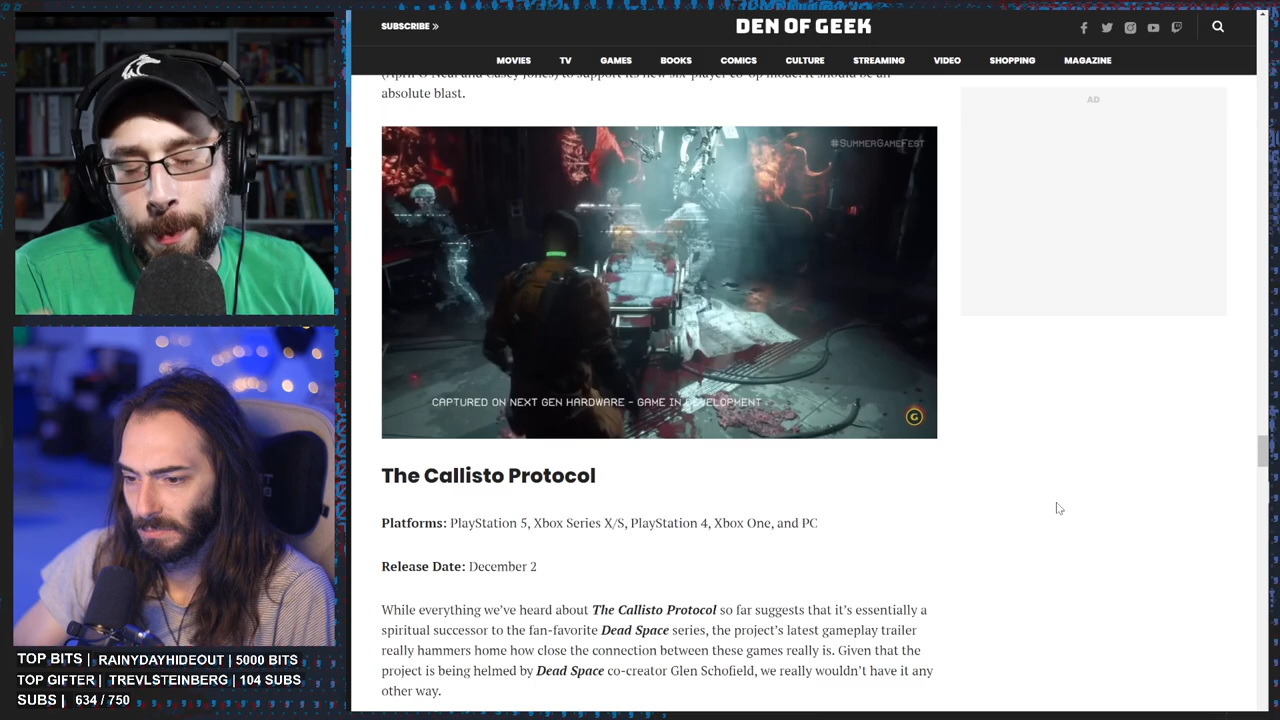 SUBSCRIBE »
DEN OF GEEK
MOVIES TV GAMES BOOKS COMICS CULTURE STREAMING VIDEO SHOPPING MAGAZINE
(April O'Neal and Casey Jones) to support its new six-player co-op mode. It should be an
absolute blast.
AD
#SUMMERGAMEFEST
CAPTURED ON NEXT GEN HARDWARE - GAME IN DEVELOPMENT
G
The Callisto Protocol
Platforms: PlayStation 5, Xbox Series X/S, PlayStation 4, Xbox One, and PC
Release Date: December 2
While everything we've heard about The Callisto Protocol so far suggests that it's essentially a
spiritual successor to the fan-favorite Dead Space series, the project's latest gameplay trailer
really hammers home how close the connection between these games really is. Given that the
project is being helmed by Dead Space co-creator Glen Schofield, we really wouldn't have it any
other way.
TOP BITS | RAINYDAYHIDEOUT | 5000 BITS
TOP GIFTER | TREVLSTEINBERG | 104 SUBS
SUBS | 634 / 750